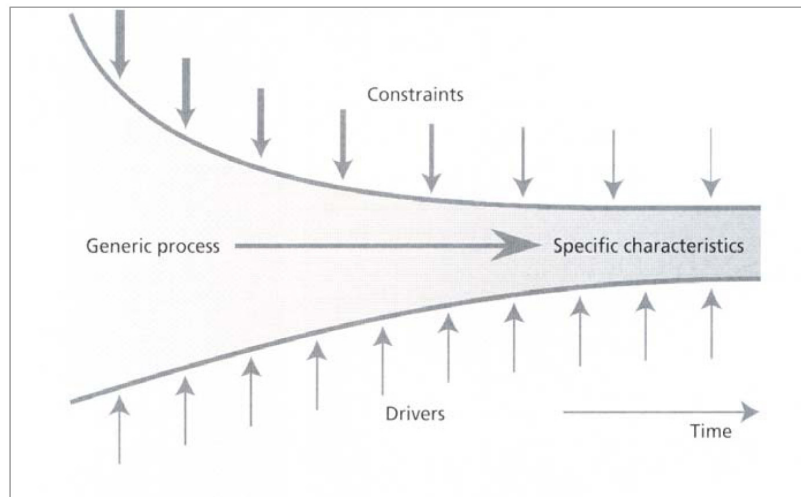 Constraints
Generic process
Specific characteristics
Drivers
Time